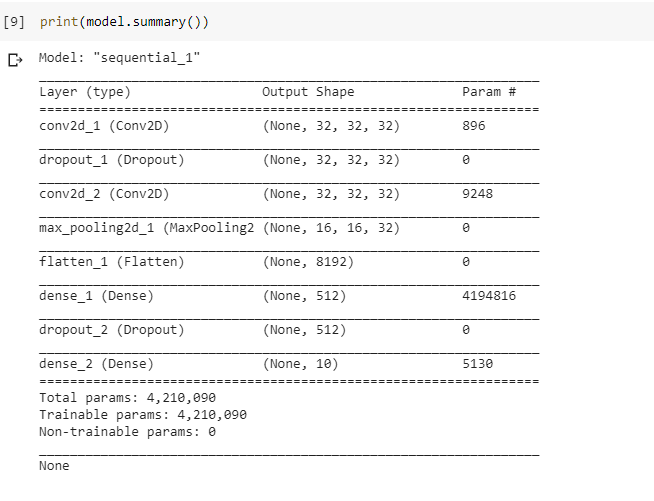 [9] print(model.summary())
Model: "sequential_1"
Layer (type) Output Shape Param #
conv2d_1 (Conv2D) (None, 32, 32, 32) 896
dropout_1 (Dropout) (None, 32, 32, 32) 0
conv2d_2 (Conv2D) (None, 32, 32, 32) 9248
max_pooling2d_1 (MaxPooling2 (None, 16, 16, 32) 0
flatten_1 (Flatten) (None, 8192) 0
dense_1 (Dense) (None, 512) 4194816
dropout_2 (Dropout) (None, 512) 0
dense_2 (Dense) (None, 10) 5130
Total params: 4,210,090
Trainable params: 4,210,090
Non-trainable params: 0
None